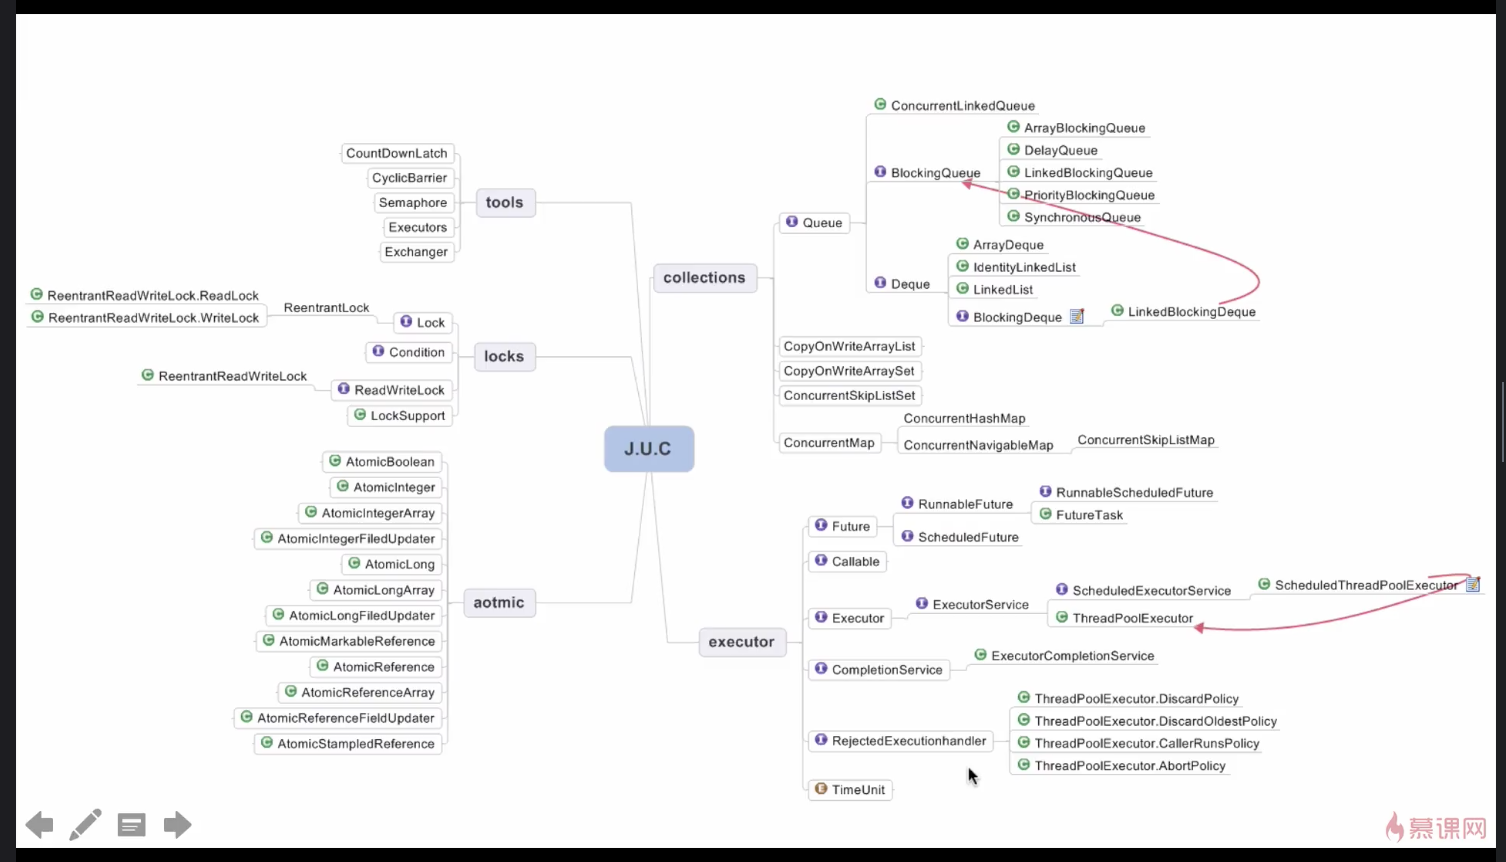 CountDownLatch
CyclicBarrier
Semaphore
Executors
Exchanger
tools
ReentrantReadWriteLock.ReadLock
ReentrantReadWriteLock.WriteLock
ReentrantLock
Lock
Condition
ReentrantReadWriteLock
ReadWriteLock
LockSupport
locks
AtomicBoolean
AtomicInteger
AtomicIntegerArray
AtomicIntegerFiledUpdater
AtomicLong
AtomicLongArray
AtomicLongFiledUpdater
AtomicMarkableReference
AtomicReference
AtomicReferenceArray
AtomicReferenceFieldUpdater
AtomicStampedReference
aotmic
J.U.C
collections
Queue
ConcurrentLinkedQueue
BlockingQueue
ArrayBlockingQueue
DelayQueue
LinkedBlockingQueue
PriorityBlockingQueue
SynchronousQueue
Deque
ArrayDeque
IdentityLinkedList
LinkedList
BlockingDeque
LinkedBlockingDeque
CopyOnWriteArrayList
CopyOnWriteArraySet
ConcurrentSkipListSet
ConcurrentMap
ConcurrentHashMap
ConcurrentNavigableMap
ConcurrentSkipListMap
executor
Future
RunnableFuture
RunnableScheduledFuture
FutureTask
ScheduledFuture
Callable
Executor
ExecutorService
ScheduledExecutorService
ScheduledThreadPoolExecutor
ThreadPoolExecutor
CompletionService
ExecutorCompletionService
RejectedExecutionhandler
ThreadPoolExecutor.DiscardPolicy
ThreadPoolExecutor.DiscardOldestPolicy
ThreadPoolExecutor.CallerRunsPolicy
ThreadPoolExecutor.AbortPolicy
TimeUnit
慕课网